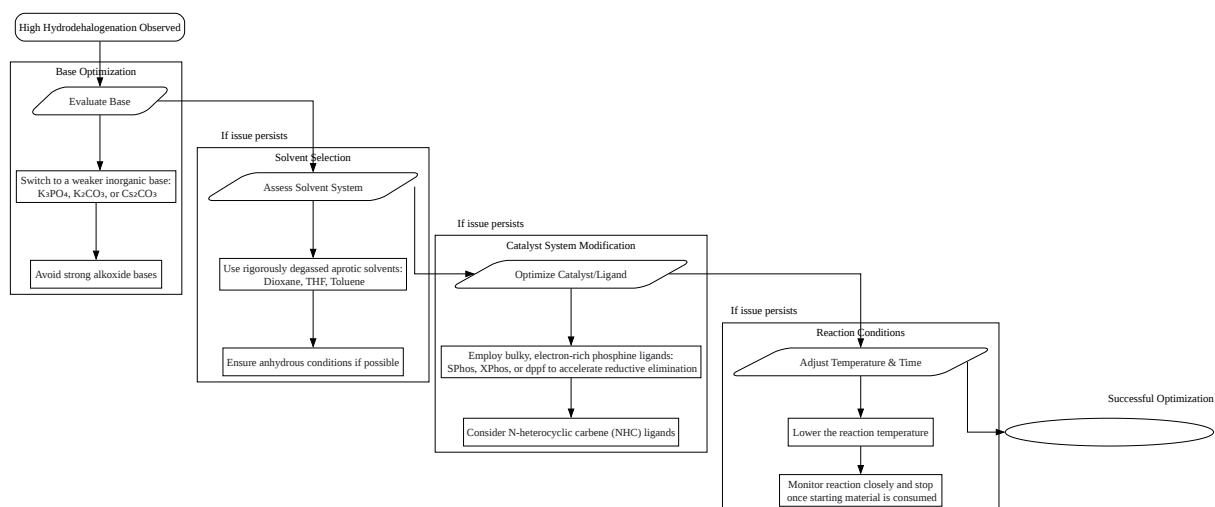 High Hydrodehalogenation Observed
Base Optimization
Evaluate Base
Switch to a weaker inorganic base:
K₃PO₄, K₂CO₃, or Cs₂CO₃
Avoid strong alkoxide bases
If issue persists
Solvent Selection
Assess Solvent System
Use rigorously degassed aprotic solvents:
Dioxane, THF, Toluene
Ensure anhydrous conditions if possible
If issue persists
Catalyst System Modification
Optimize Catalyst/Ligand
Employ bulky, electron-rich phosphine ligands:
SPhos, XPhos, or dppf to accelerate reductive elimination
Consider N-heterocyclic carbene (NHC) ligands
If issue persists
Reaction Conditions
Adjust Temperature & Time
Lower the reaction temperature
Monitor reaction closely and stop
once starting material is consumed
Successful Optimization